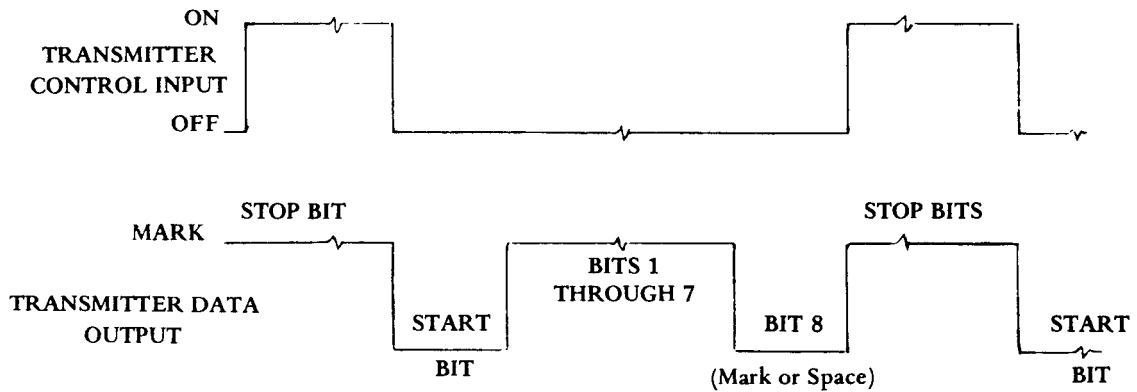 ON
TRANSMITTER
CONTROL INPUT
OFF
STOP BIT
STOP BITS
MARK
BITS 1
THROUGH 7
TRANSMITTER DATA
OUTPUT
START
BIT
BIT 8
(Mark or Space)
START
BIT